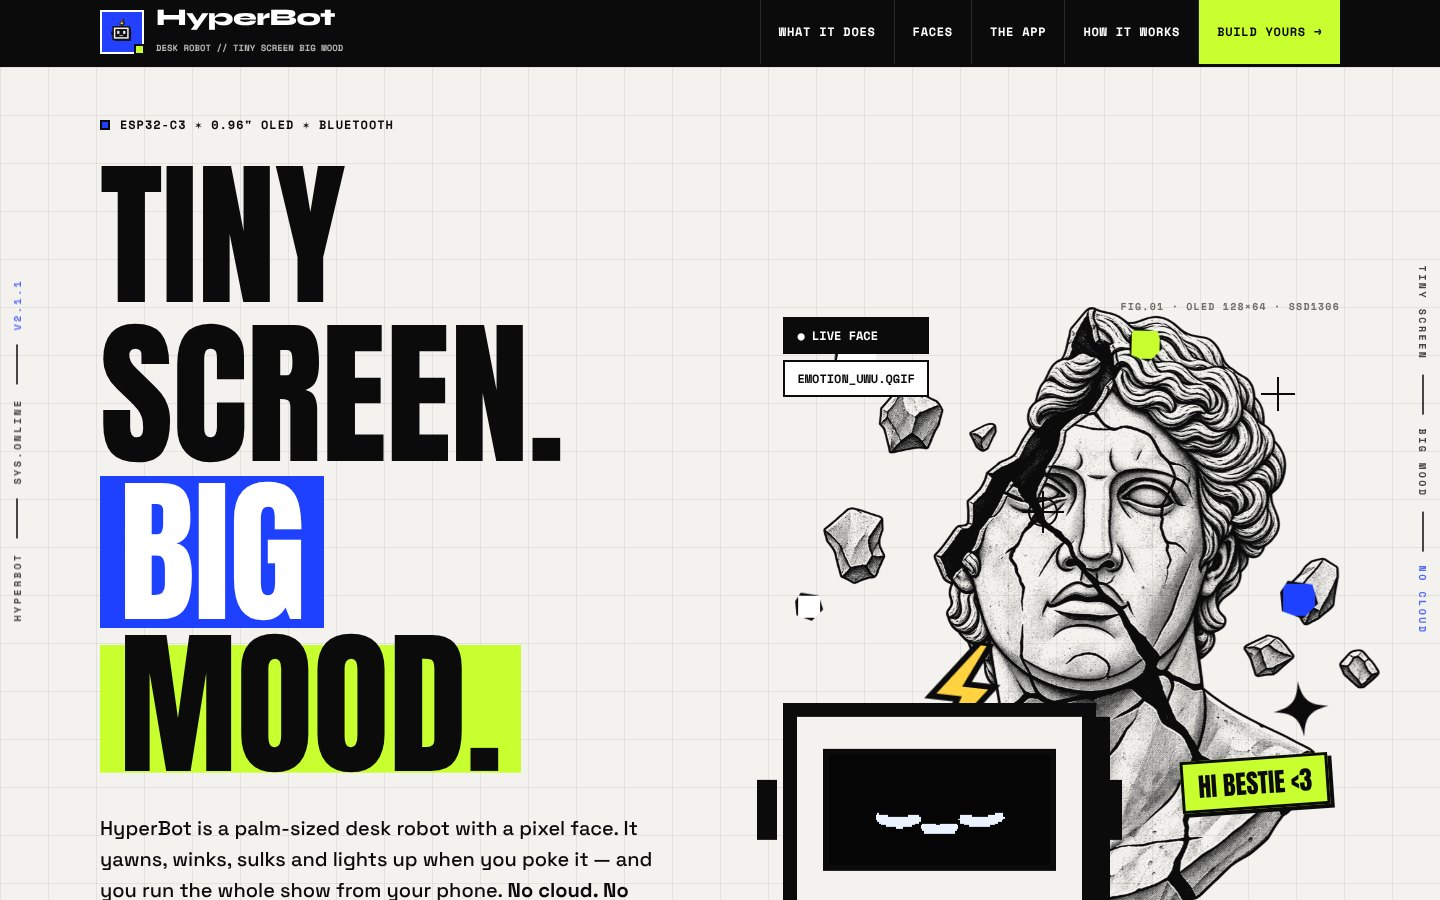 HyperBot
DESK ROBOT // TINY SCREEN BIG MOOD
WHAT IT DOES
FACES
THE APP
HOW IT WORKS
BUILD YOURS →
ESP32-C3 ✶ 0.96" OLED ✶ BLUETOOTH
TINY
SCREEN.
BIG
MOOD.
HyperBot is a palm-sized desk robot with a pixel face. It
yawns, winks, sulks and lights up when you poke it — and
you run the whole show from your phone. No cloud. No
HYPERBOT
SYS.ONLINE
V2.1.1
FIG.01 · OLED 128×64 · SSD1306
● LIVE FACE
EMOTION_UWU.QGIF
HI BESTIE <3
TINY SCREEN
BIG MOOD
NO CLOUD